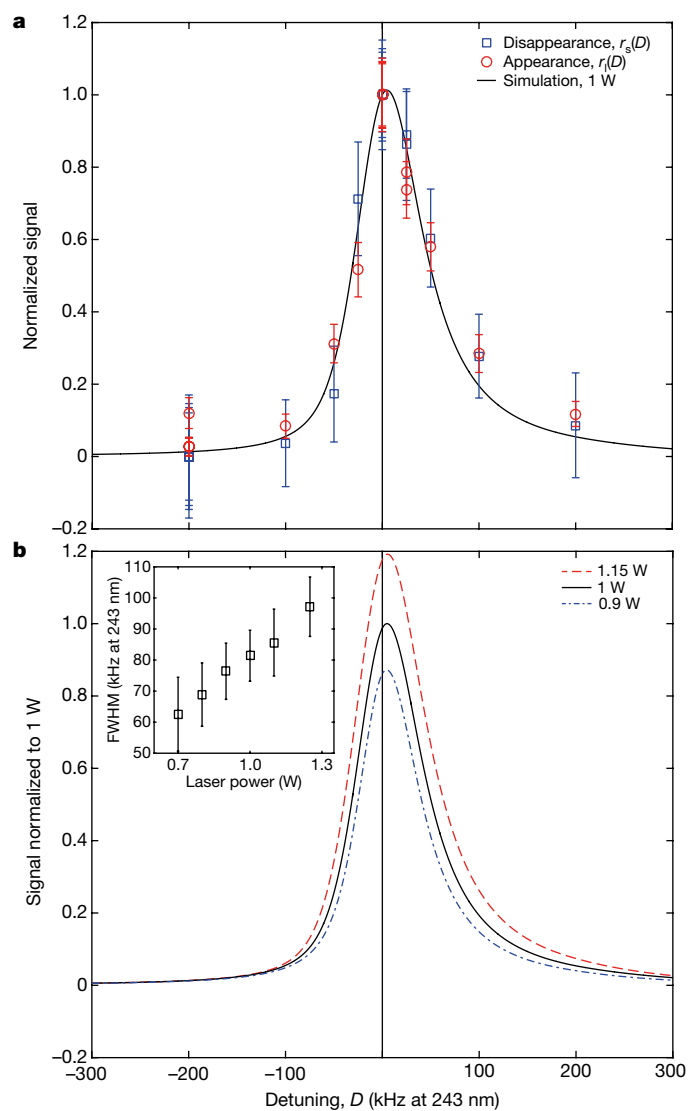 a
1.2
1.0
0.8
0.6
0.4
0.2
0
−0.2
Normalized signal
Disappearance, rs(D)
Appearance, rl(D)
Simulation, 1 W
b
1.2
1.0
0.8
0.6
0.4
0.2
0
−0.2
Signal normalized to 1 W
1.15 W
1 W
0.9 W
110
100
90
80
70
60
50
FWHM (kHz at 243 nm)
0.7 1.0 1.3
Laser power (W)
−300 −200 −100 0 100 200 300
Detuning, D (kHz at 243 nm)